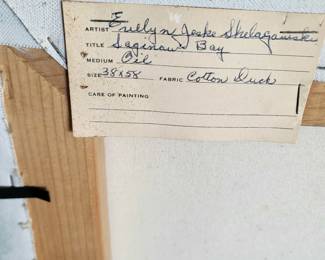 ARTIST Evelyn Jeske Shelagowski
TITLE Saginaw Bay
MEDIUM Oil
SIZE 38x58 FABRIC Cotton Duck
CARE OF PAINTING: